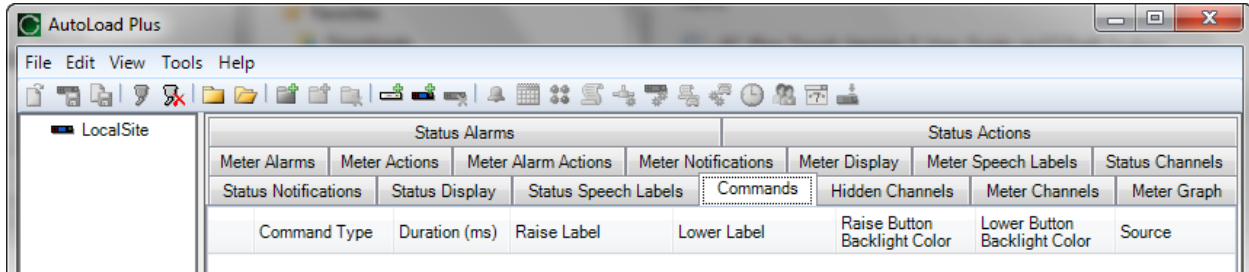 AutoLoad Plus
File Edit View Tools Help
LocalSite
Status Alarms Status Actions
Meter Alarms Meter Actions Meter Alarm Actions Meter Notifications Meter Display Meter Speech Labels Status Channels
Status Notifications Status Display Status Speech Labels Commands Hidden Channels Meter Channels Meter Graph
Command Type Duration (ms) Raise Label Lower Label Raise Button Backlight Color Lower Button Backlight Color Source